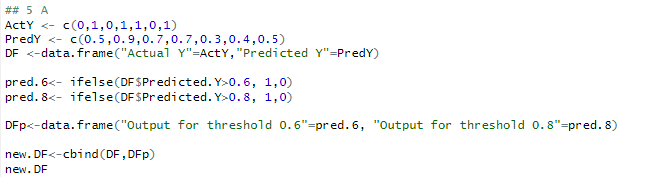 ## 5 A
ActY <- c(0,1,0,1,1,0,1)
PredY <- c(0.5,0.9,0.7,0.7,0.3,0.4,0.5)
DF <-data.frame("Actual Y"=ActY,"Predicted Y"=PredY)
pred.6<- ifelse(DF$Predicted.Y>0.6, 1,0)
pred.8<- ifelse(DF$Predicted.Y>0.8, 1,0)
DFp<-data.frame("Output for threshold 0.6"=pred.6, "Output for threshold 0.8"=pred.8)
new.DF<-cbind(DF,DFp)
new.DF